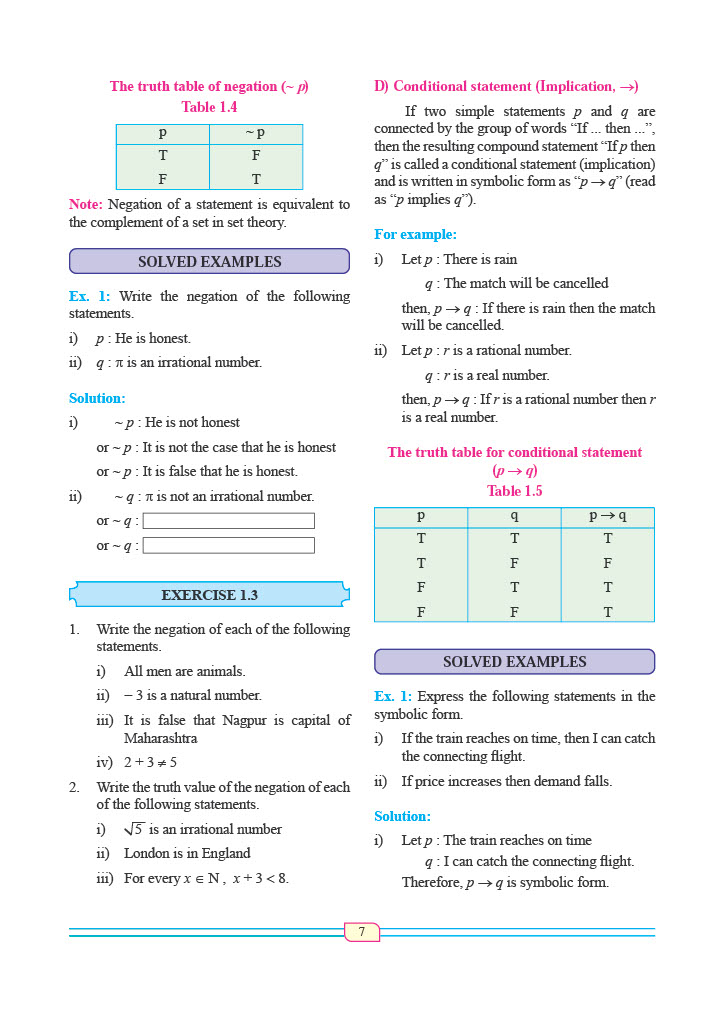 The truth table of negation (~ p)
Table 1.4
p ~ p
T F
F T
Note: Negation of a statement is equivalent to
the complement of a set in set theory.
SOLVED EXAMPLES
Ex. 1: Write the negation of the following
statements.
i) p : He is honest.
ii) q : π is an irrational number.
Solution:
i) ~ p : He is not honest
or ~ p : It is not the case that he is honest
or ~ p : It is false that he is honest.
ii) ~ q : π is not an irrational number.
or ~ q :
or ~ q :
EXERCISE 1.3
1. Write the negation of each of the following
statements.
i) All men are animals.
ii) − 3 is a natural number.
iii) It is false that Nagpur is capital of
Maharashtra
iv) 2 + 3 ≠ 5
2. Write the truth value of the negation of each
of the following statements.
i) √5 is an irrational number
ii) London is in England
iii) For every x ∈ N , x + 3 < 8.
D) Conditional statement (Implication, →)
If two simple statements p and q are
connected by the group of words “If ... then ...”,
then the resulting compound statement “If p then
q” is called a conditional statement (implication)
and is written in symbolic form as “p → q” (read
as “p implies q”).
For example:
i) Let p : There is rain
q : The match will be cancelled
then, p → q : If there is rain then the match
will be cancelled.
ii) Let p : r is a rational number.
q : r is a real number.
then, p → q : If r is a rational number then r
is a real number.
The truth table for conditional statement
(p → q)
Table 1.5
p q p → q
T T T
T F F
F T T
F F T
SOLVED EXAMPLES
Ex. 1: Express the following statements in the
symbolic form.
i) If the train reaches on time, then I can catch
the connecting flight.
ii) If price increases then demand falls.
Solution:
i) Let p : The train reaches on time
q : I can catch the connecting flight.
Therefore, p → q is symbolic form.
7